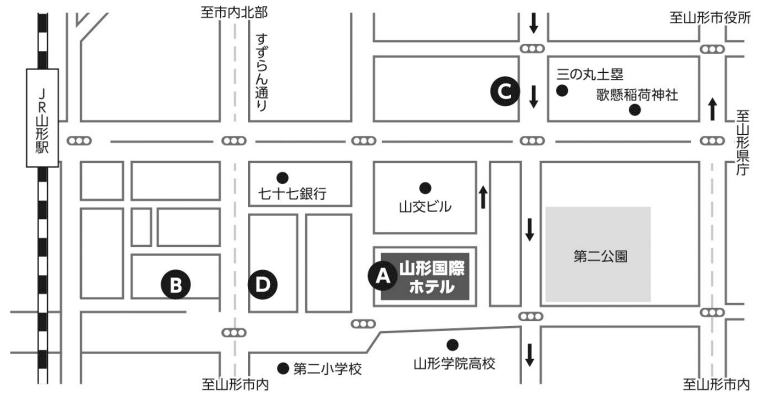 至市内北部
至山形市役所
すずらん通り
三の丸土塁
C
歌懸稲荷神社
JR山形駅
至山形県庁
七十七銀行
山交ビル
第二公園
A
山形国際
ホテル
B
D
第二小学校
山形学院高校
至山形市内
至山形市内